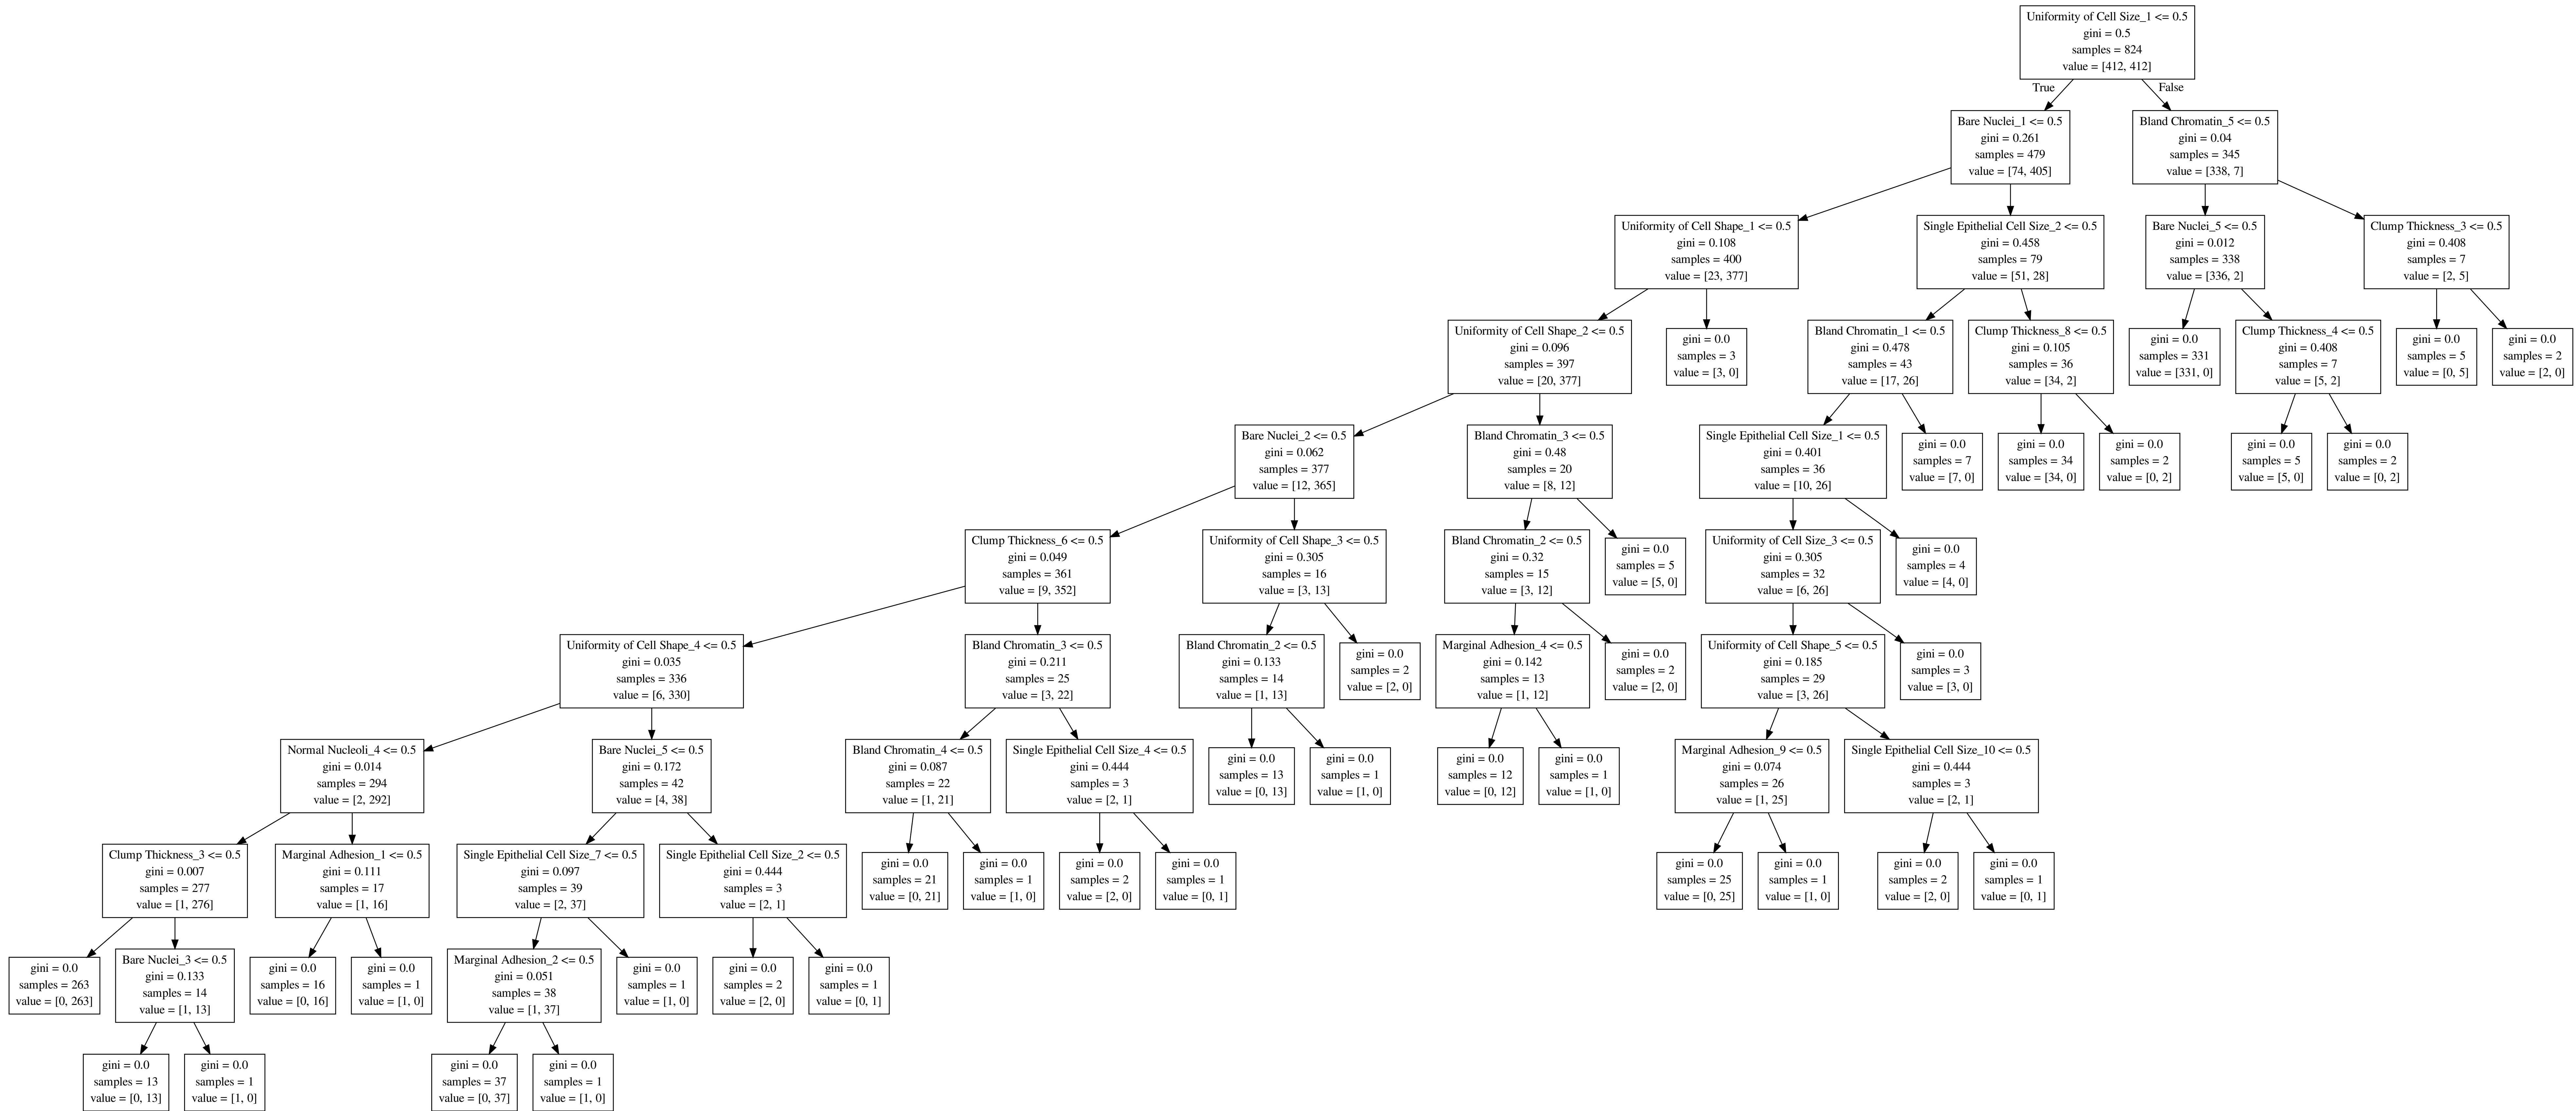 Uniformity of Cell Size_1 <= 0.5
gini = 0.5
samples = 824
value = [412, 412]
True
False
Bare Nuclei_1 <= 0.5
gini = 0.261
samples = 479
value = [74, 405]
Bland Chromatin_5 <= 0.5
gini = 0.04
samples = 345
value = [338, 7]
Uniformity of Cell Shape_1 <= 0.5
gini = 0.108
samples = 400
value = [23, 377]
Single Epithelial Cell Size_2 <= 0.5
gini = 0.458
samples = 79
value = [51, 28]
Bare Nuclei_5 <= 0.5
gini = 0.012
samples = 338
value = [336, 2]
Clump Thickness_3 <= 0.5
gini = 0.408
samples = 7
value = [2, 5]
Uniformity of Cell Shape_2 <= 0.5
gini = 0.096
samples = 397
value = [20, 377]
gini = 0.0
samples = 3
value = [3, 0]
Bland Chromatin_1 <= 0.5
gini = 0.478
samples = 43
value = [17, 26]
Clump Thickness_8 <= 0.5
gini = 0.105
samples = 36
value = [34, 2]
gini = 0.0
samples = 331
value = [331, 0]
Clump Thickness_4 <= 0.5
gini = 0.408
samples = 7
value = [5, 2]
gini = 0.0
samples = 5
value = [0, 5]
gini = 0.0
samples = 2
value = [2, 0]
Bare Nuclei_2 <= 0.5
gini = 0.062
samples = 377
value = [12, 365]
Bland Chromatin_3 <= 0.5
gini = 0.48
samples = 20
value = [8, 12]
Single Epithelial Cell Size_1 <= 0.5
gini = 0.401
samples = 36
value = [10, 26]
gini = 0.0
samples = 7
value = [7, 0]
gini = 0.0
samples = 34
value = [34, 0]
gini = 0.0
samples = 2
value = [0, 2]
gini = 0.0
samples = 5
value = [5, 0]
gini = 0.0
samples = 2
value = [0, 2]
Clump Thickness_6 <= 0.5
gini = 0.049
samples = 361
value = [9, 352]
Uniformity of Cell Shape_3 <= 0.5
gini = 0.305
samples = 16
value = [3, 13]
Bland Chromatin_2 <= 0.5
gini = 0.32
samples = 15
value = [3, 12]
gini = 0.0
samples = 5
value = [5, 0]
Uniformity of Cell Size_3 <= 0.5
gini = 0.305
samples = 32
value = [6, 26]
gini = 0.0
samples = 4
value = [4, 0]
Uniformity of Cell Shape_4 <= 0.5
gini = 0.035
samples = 336
value = [6, 330]
Bland Chromatin_3 <= 0.5
gini = 0.211
samples = 25
value = [3, 22]
Bland Chromatin_2 <= 0.5
gini = 0.133
samples = 14
value = [1, 13]
gini = 0.0
samples = 2
value = [2, 0]
Marginal Adhesion_4 <= 0.5
gini = 0.142
samples = 13
value = [1, 12]
gini = 0.0
samples = 2
value = [2, 0]
Uniformity of Cell Shape_5 <= 0.5
gini = 0.185
samples = 29
value = [3, 26]
gini = 0.0
samples = 3
value = [3, 0]
Normal Nucleoli_4 <= 0.5
gini = 0.014
samples = 294
value = [2, 292]
Bare Nuclei_5 <= 0.5
gini = 0.172
samples = 42
value = [4, 38]
Bland Chromatin_4 <= 0.5
gini = 0.087
samples = 22
value = [1, 21]
Single Epithelial Cell Size_4 <= 0.5
gini = 0.444
samples = 3
value = [2, 1]
gini = 0.0
samples = 13
value = [0, 13]
gini = 0.0
samples = 1
value = [1, 0]
gini = 0.0
samples = 12
value = [0, 12]
gini = 0.0
samples = 1
value = [1, 0]
Marginal Adhesion_9 <= 0.5
gini = 0.074
samples = 26
value = [1, 25]
Single Epithelial Cell Size_10 <= 0.5
gini = 0.444
samples = 3
value = [2, 1]
Clump Thickness_3 <= 0.5
gini = 0.007
samples = 277
value = [1, 276]
Marginal Adhesion_1 <= 0.5
gini = 0.111
samples = 17
value = [1, 16]
Single Epithelial Cell Size_7 <= 0.5
gini = 0.097
samples = 39
value = [2, 37]
Single Epithelial Cell Size_2 <= 0.5
gini = 0.444
samples = 3
value = [2, 1]
gini = 0.0
samples = 21
value = [0, 21]
gini = 0.0
samples = 1
value = [1, 0]
gini = 0.0
samples = 2
value = [2, 0]
gini = 0.0
samples = 1
value = [0, 1]
gini = 0.0
samples = 25
value = [0, 25]
gini = 0.0
samples = 1
value = [1, 0]
gini = 0.0
samples = 2
value = [2, 0]
gini = 0.0
samples = 1
value = [0, 1]
gini = 0.0
samples = 263
value = [0, 263]
Bare Nuclei_3 <= 0.5
gini = 0.133
samples = 14
value = [1, 13]
gini = 0.0
samples = 16
value = [0, 16]
gini = 0.0
samples = 1
value = [1, 0]
Marginal Adhesion_2 <= 0.5
gini = 0.051
samples = 38
value = [1, 37]
gini = 0.0
samples = 1
value = [1, 0]
gini = 0.0
samples = 2
value = [2, 0]
gini = 0.0
samples = 1
value = [0, 1]
gini = 0.0
samples = 13
value = [0, 13]
gini = 0.0
samples = 1
value = [1, 0]
gini = 0.0
samples = 37
value = [0, 37]
gini = 0.0
samples = 1
value = [1, 0]